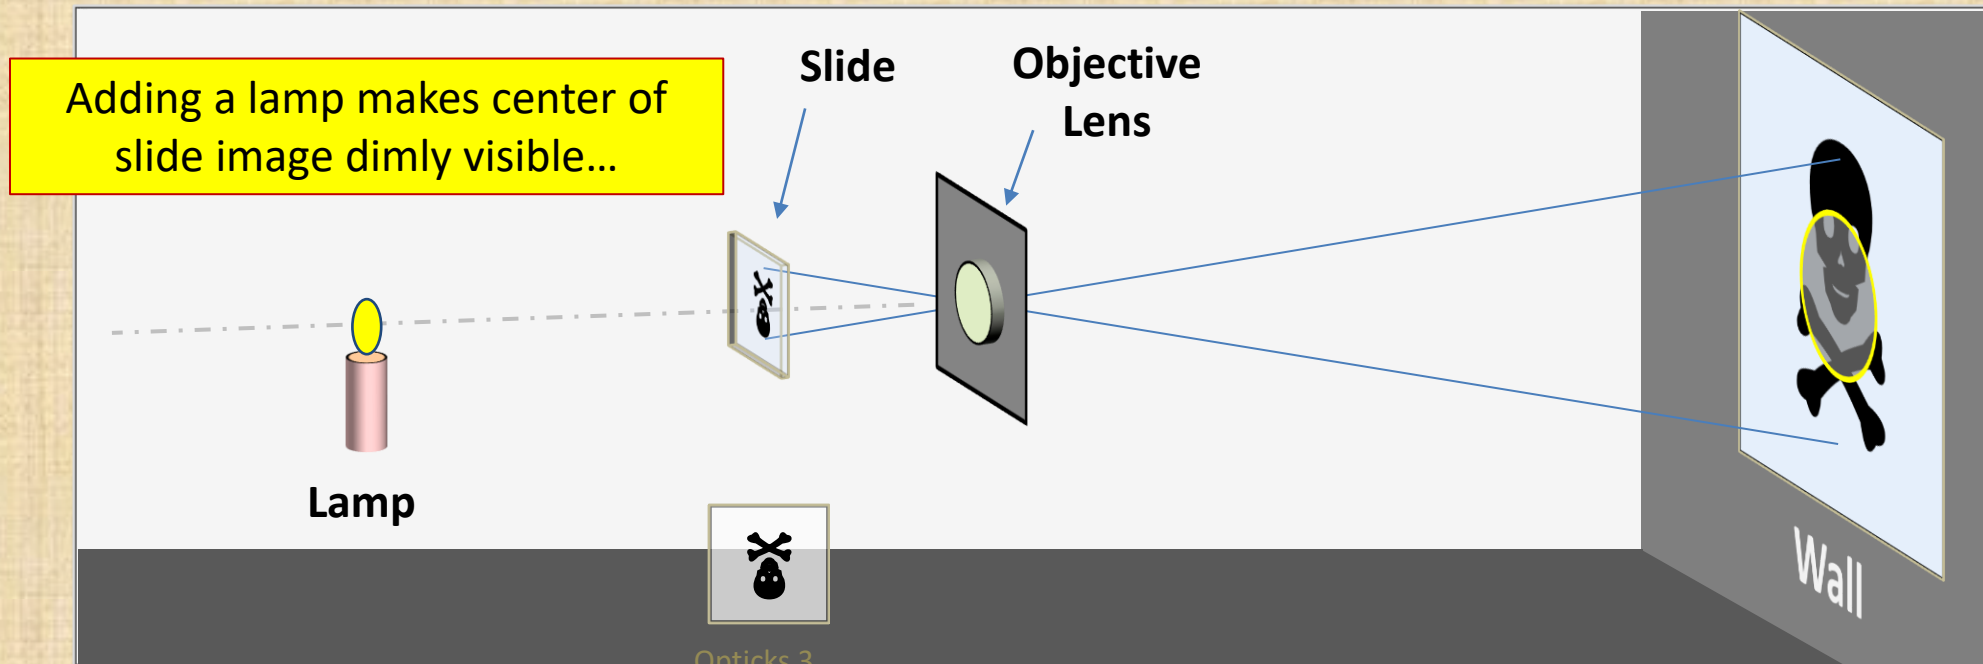 Adding a lamp makes center of
slide image dimly visible…
Slide
Objective
Lens
Lamp
Wall
Opticks 3